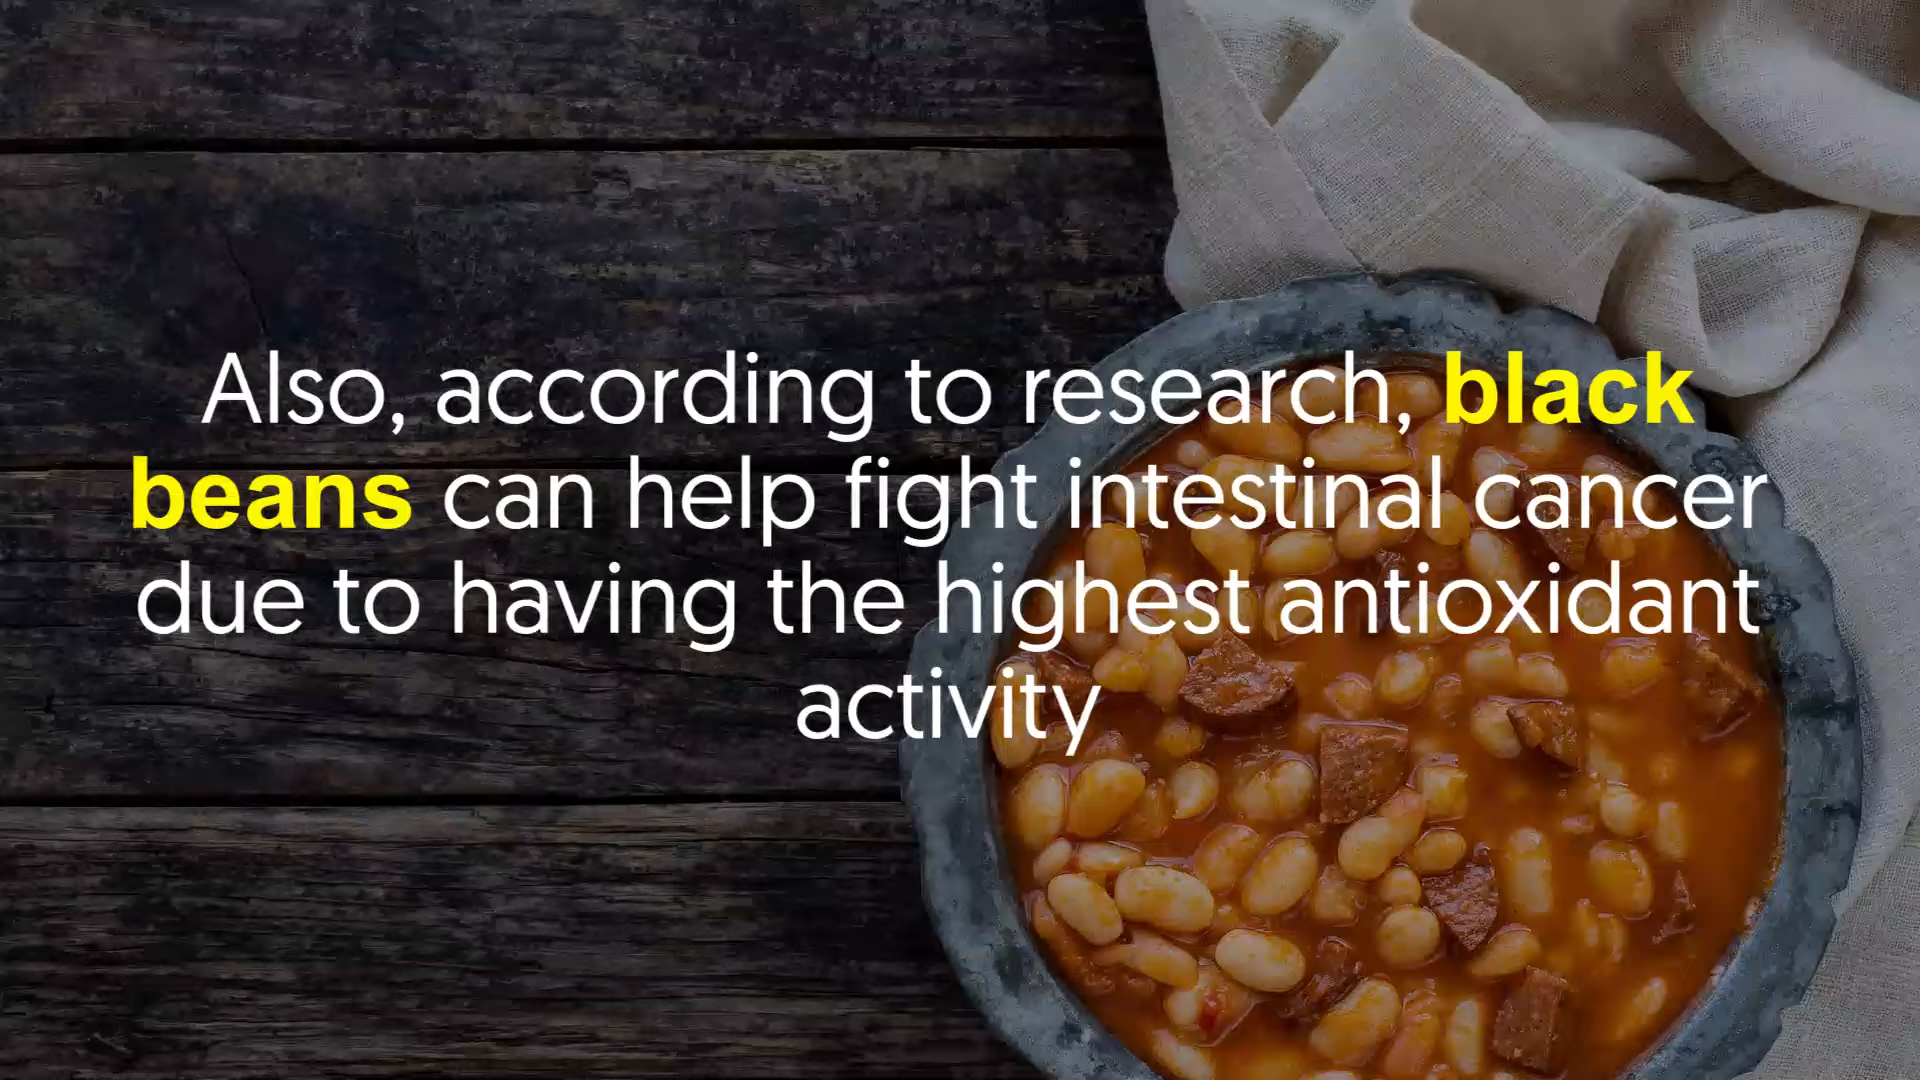 Also, according to research, black
beans can help fight intestinal cancer
due to having the highest antioxidant
activity